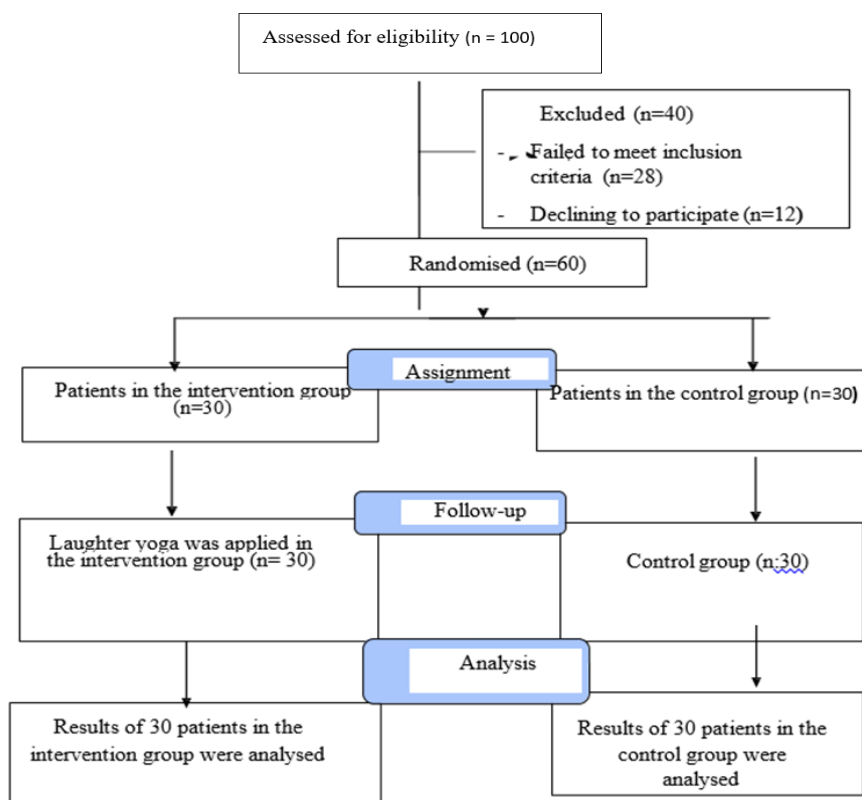 Assessed for eligibility (n = 100)
Excluded (n=40)
- Failed to meet inclusion
criteria (n=28)
- Declining to participate (n=12)
Randomised (n=60)
Assignment
Patients in the intervention group
(n=30)
Patients in the control group (n=30)
Follow-up
Laughter yoga was applied in
the intervention group (n= 30)
Control group (n:30)
Analysis
Results of 30 patients in the
intervention group were analysed
Results of 30 patients in the
control group were
analysed